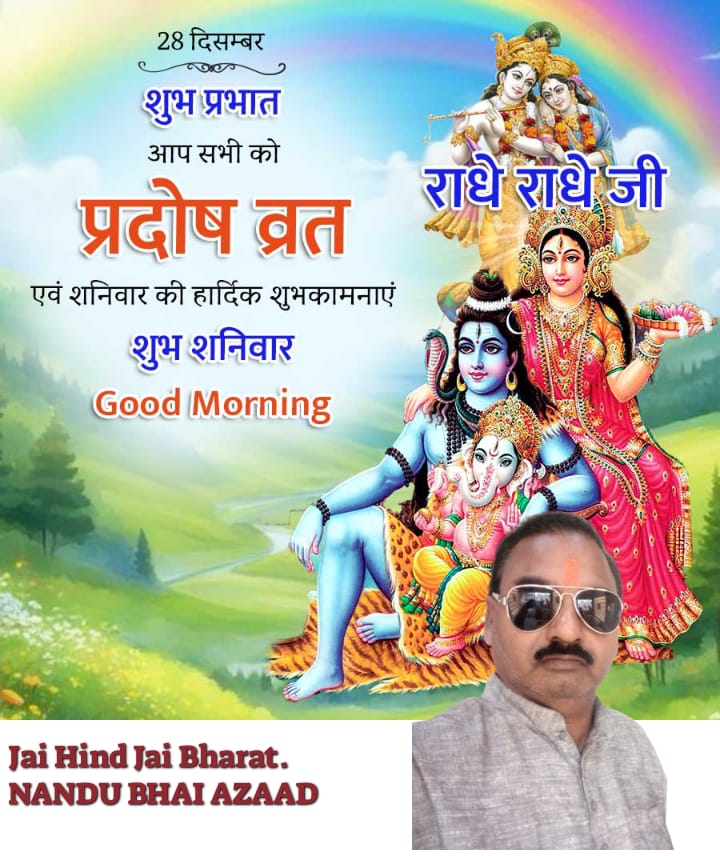 28 दिसम्बर
शुभ प्रभात
आप सभी को
प्रदोष व्रत
एवं शनिवार की हार्दिक शुभकामनाएं
शुभ शनिवार
Good Morning
राधे राधे जी
Jai Hind Jai Bharat.
NANDU BHAI AZAAD